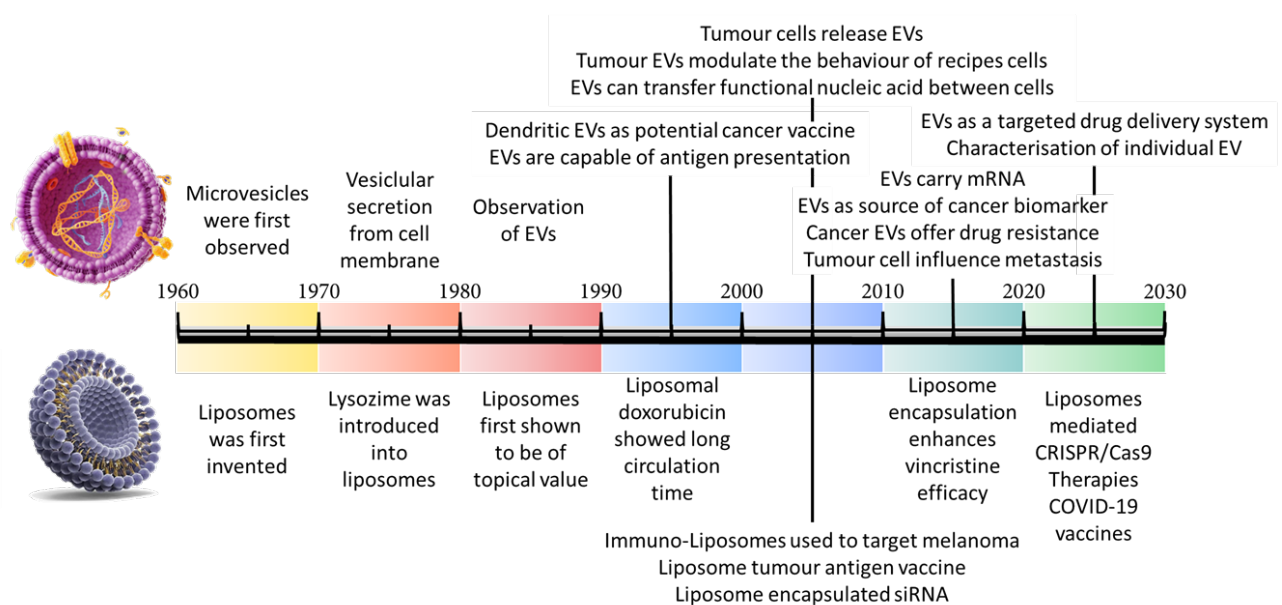 Tumour cells release EVs
Tumour EVs modulate the behaviour of recipes cells
EVs can transfer functional nucleic acid between cells
Dendritic EVs as potential cancer vaccine
EVs are capable of antigen presentation
EVs as a targeted drug delivery system
Characterisation of individual EV
Microvesicles
were first
observed
Vesiclular
secretion
from cell
membrane
Observation
of EVs
EVs carry mRNA
EVs as source of cancer biomarker
Cancer EVs offer drug resistance
Tumour cell influence metastasis
1960
1970
1980
1990
2000
2010
2020
2030
Liposomes
was first
invented
Lysozime was
introduced
into
liposomes
Liposomes
first shown
to be of
topical value
Liposomal
doxorubicin
showed long
circulation
time
Liposome
encapsulation
enhances
vincristine
efficacy
Liposomes
mediated
CRISPR/Cas9
Therapies
COVID-19
vaccines
Immuno-Liposomes used to target melanoma
Liposome tumour antigen vaccine
Liposome encapsulated siRNA